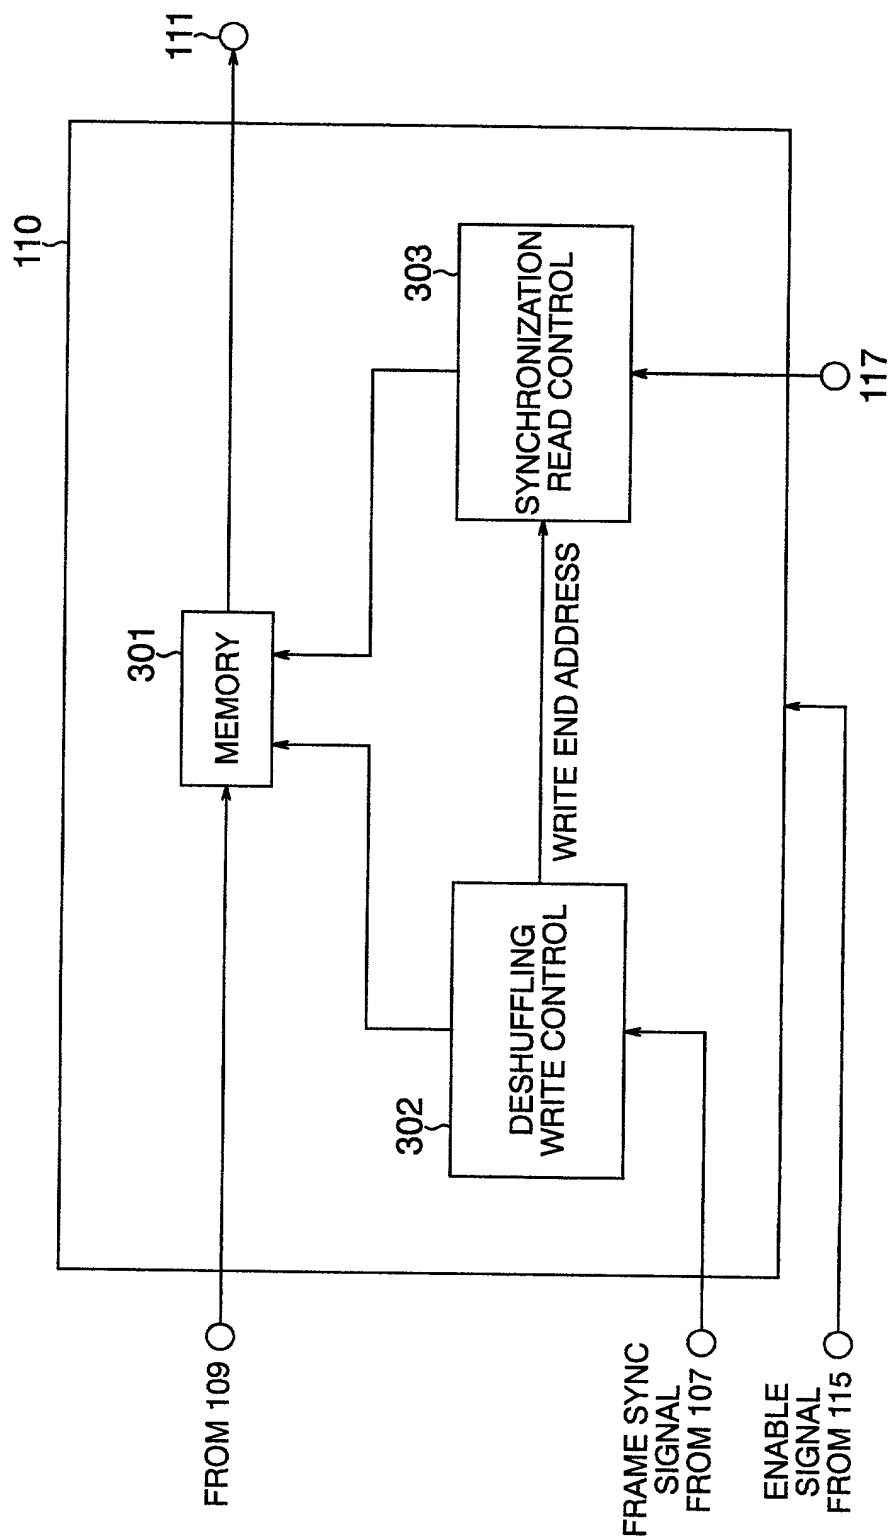 110
111
FROM 109
301
MEMORY
303
SYNCHRONIZATION
READ CONTROL
302
DESHUFFLING
WRITE CONTROL
WRITE END ADDRESS
117
FRAME SYNC
SIGNAL
FROM 107
ENABLE
SIGNAL
FROM 115